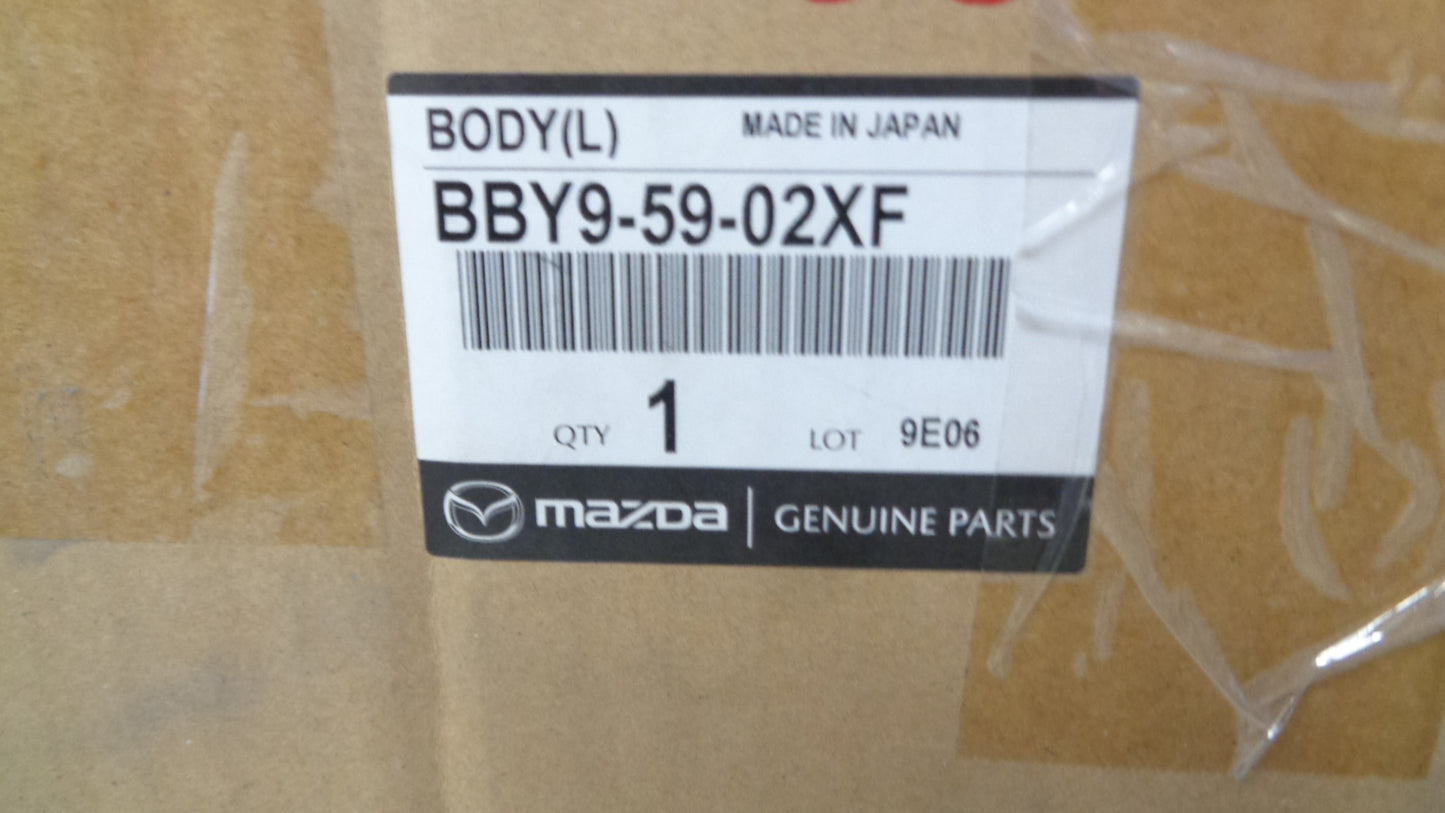 BODY(L) MADE IN JAPAN
BBY9-59-02XF
QTY 1 LOT 9E06
mazda GENUINE PARTS